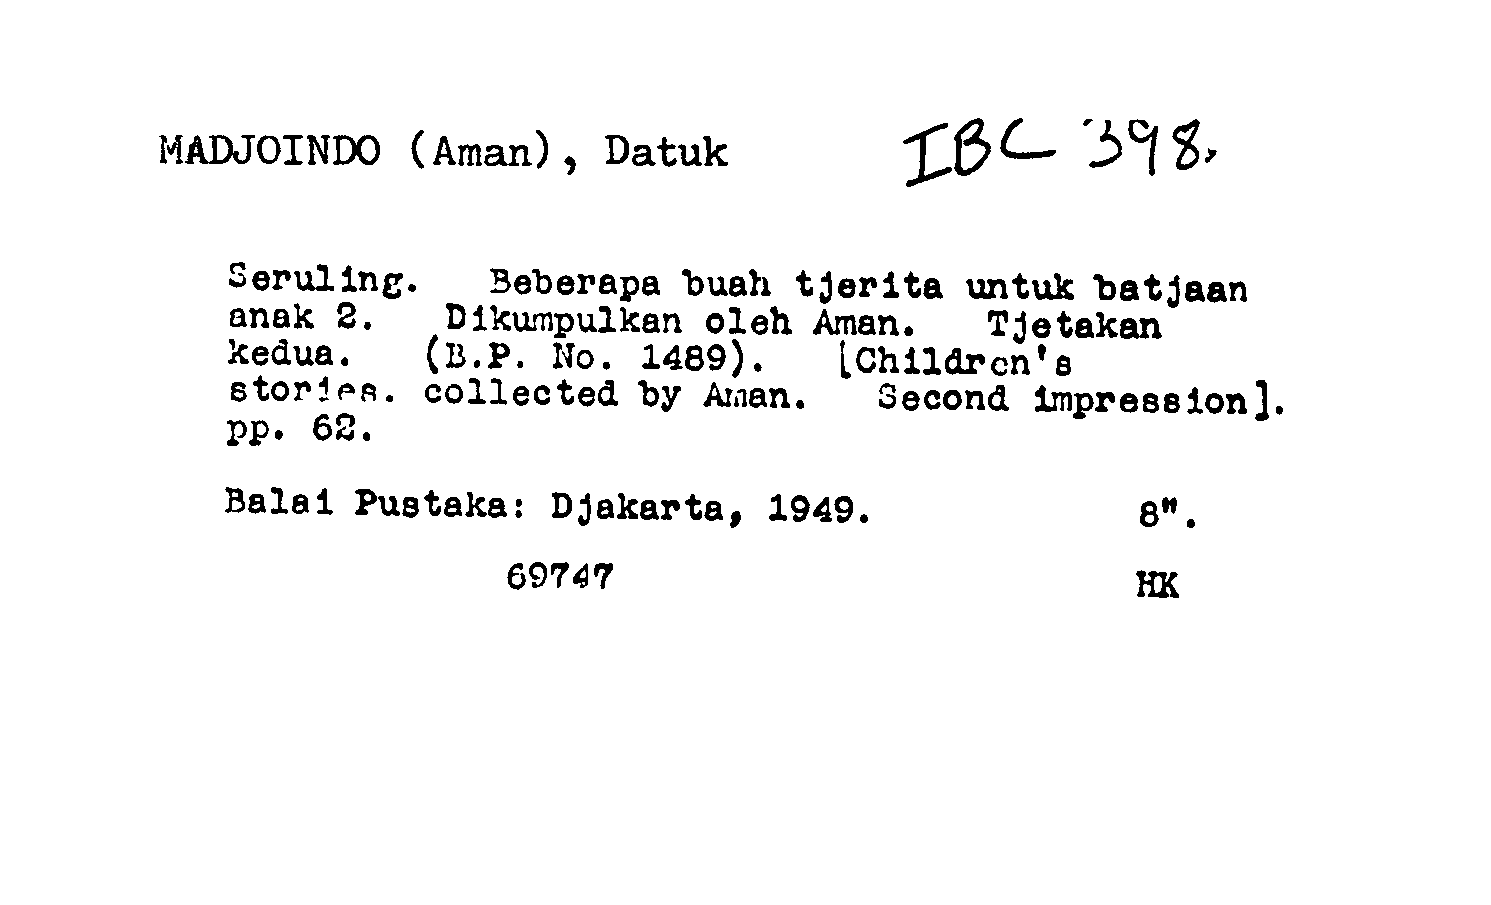 MADJOINDO (Aman), Datuk IBC 398.
Seruling. Beberapa buah tjerita untuk batjaan
anak 2. Dikumpulkan oleh Aman. Tjetakan
kedua. (B.P. No. 1489). [Children's
stories. collected by Aman. Second impression].
pp. 62.
Balai Pustaka: Djakarta, 1949. 8".
69747 HK